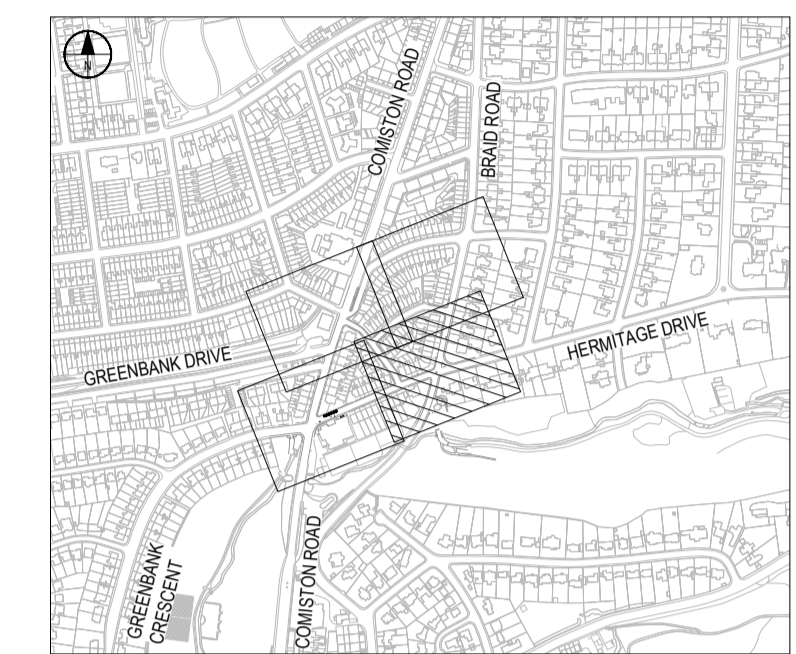 N
COMISTON ROAD
BRAID ROAD
GREENBANK DRIVE
HERMITAGE DRIVE
GREENBANK
CRESCENT
COMISTON ROAD